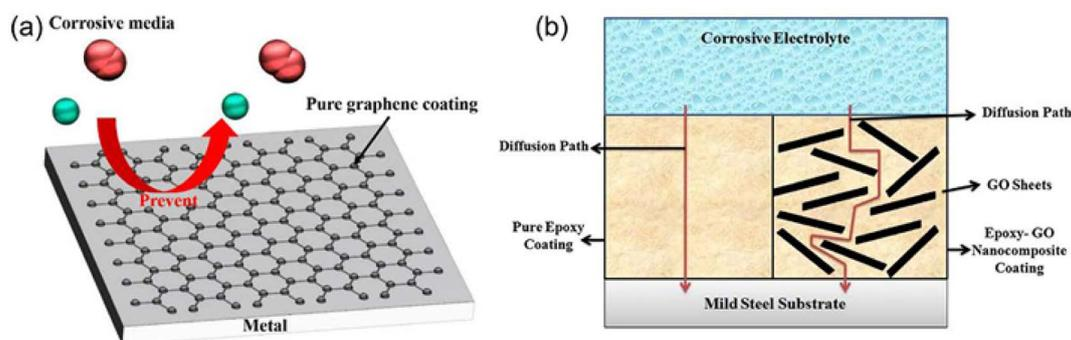 (a)
Corrosive media
Pure graphene coating
Prevent
Metal
(b)
Corrosive Electrolyte
Diffusion Path
Diffusion Path
GO Sheets
Pure Epoxy
Coating
Epoxy- GO
Nanocomposite
Coating
Mild Steel Substrate